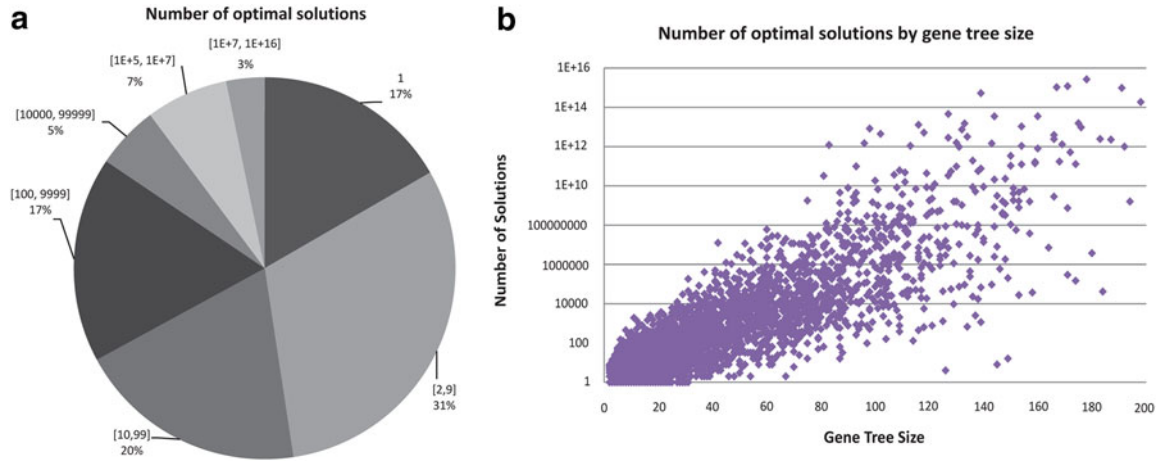 a
Number of optimal solutions
[1E+7, 1E+16]
3%
[1E+5, 1E+7]
7%
[10000, 99999]
5%
[100, 9999]
17%
[10,99]
20%
[2,9]
31%
1
17%
b
Number of optimal solutions by gene tree size
Number of Solutions
1E+16
1E+14
1E+12
1E+10
100000000
1000000
10000
100
1
0 20 40 60 80 100 120 140 160 180 200
Gene Tree Size